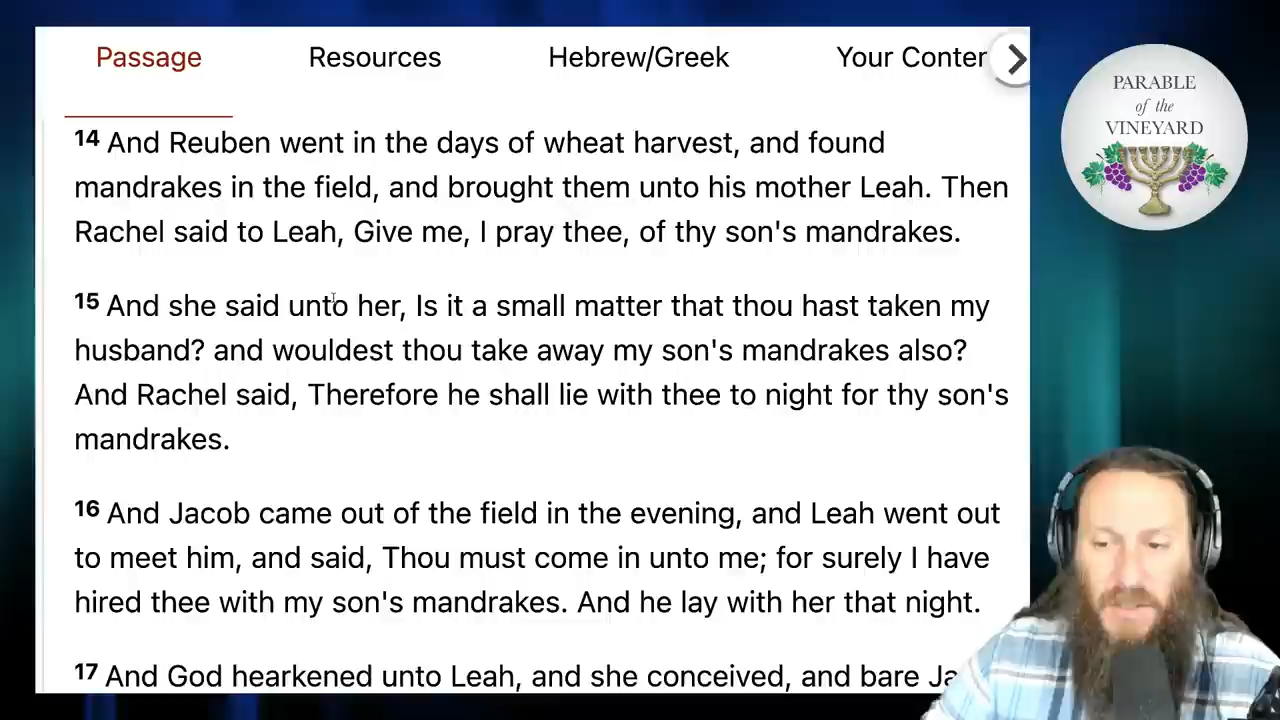 Passage Resources Hebrew/Greek Your Conter
14 And Reuben went in the days of wheat harvest, and found
mandrakes in the field, and brought them unto his mother Leah. Then
Rachel said to Leah, Give me, I pray thee, of thy son's mandrakes.
15 And she said unto her, Is it a small matter that thou hast taken my
husband? and wouldest thou take away my son's mandrakes also?
And Rachel said, Therefore he shall lie with thee to night for thy son's
mandrakes.
16 And Jacob came out of the field in the evening, and Leah went out
to meet him, and said, Thou must come in unto me; for surely I have
hired thee with my son's mandrakes. And he lay with her that night.
17 And God hearkened unto Leah, and she conceived, and bare Ja
PARABLE
of the
VINEYARD